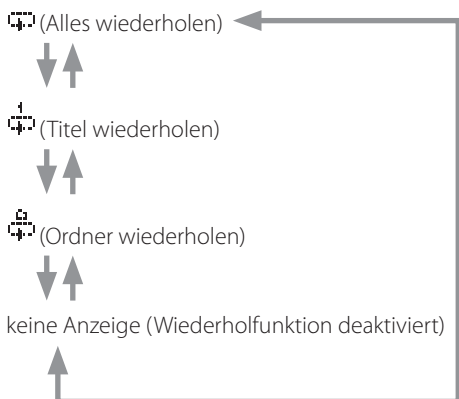 (Alles wiederholen)
(Titel wiederholen)
(Ordner wiederholen)
keine Anzeige (Wiederholfunktion deaktiviert)